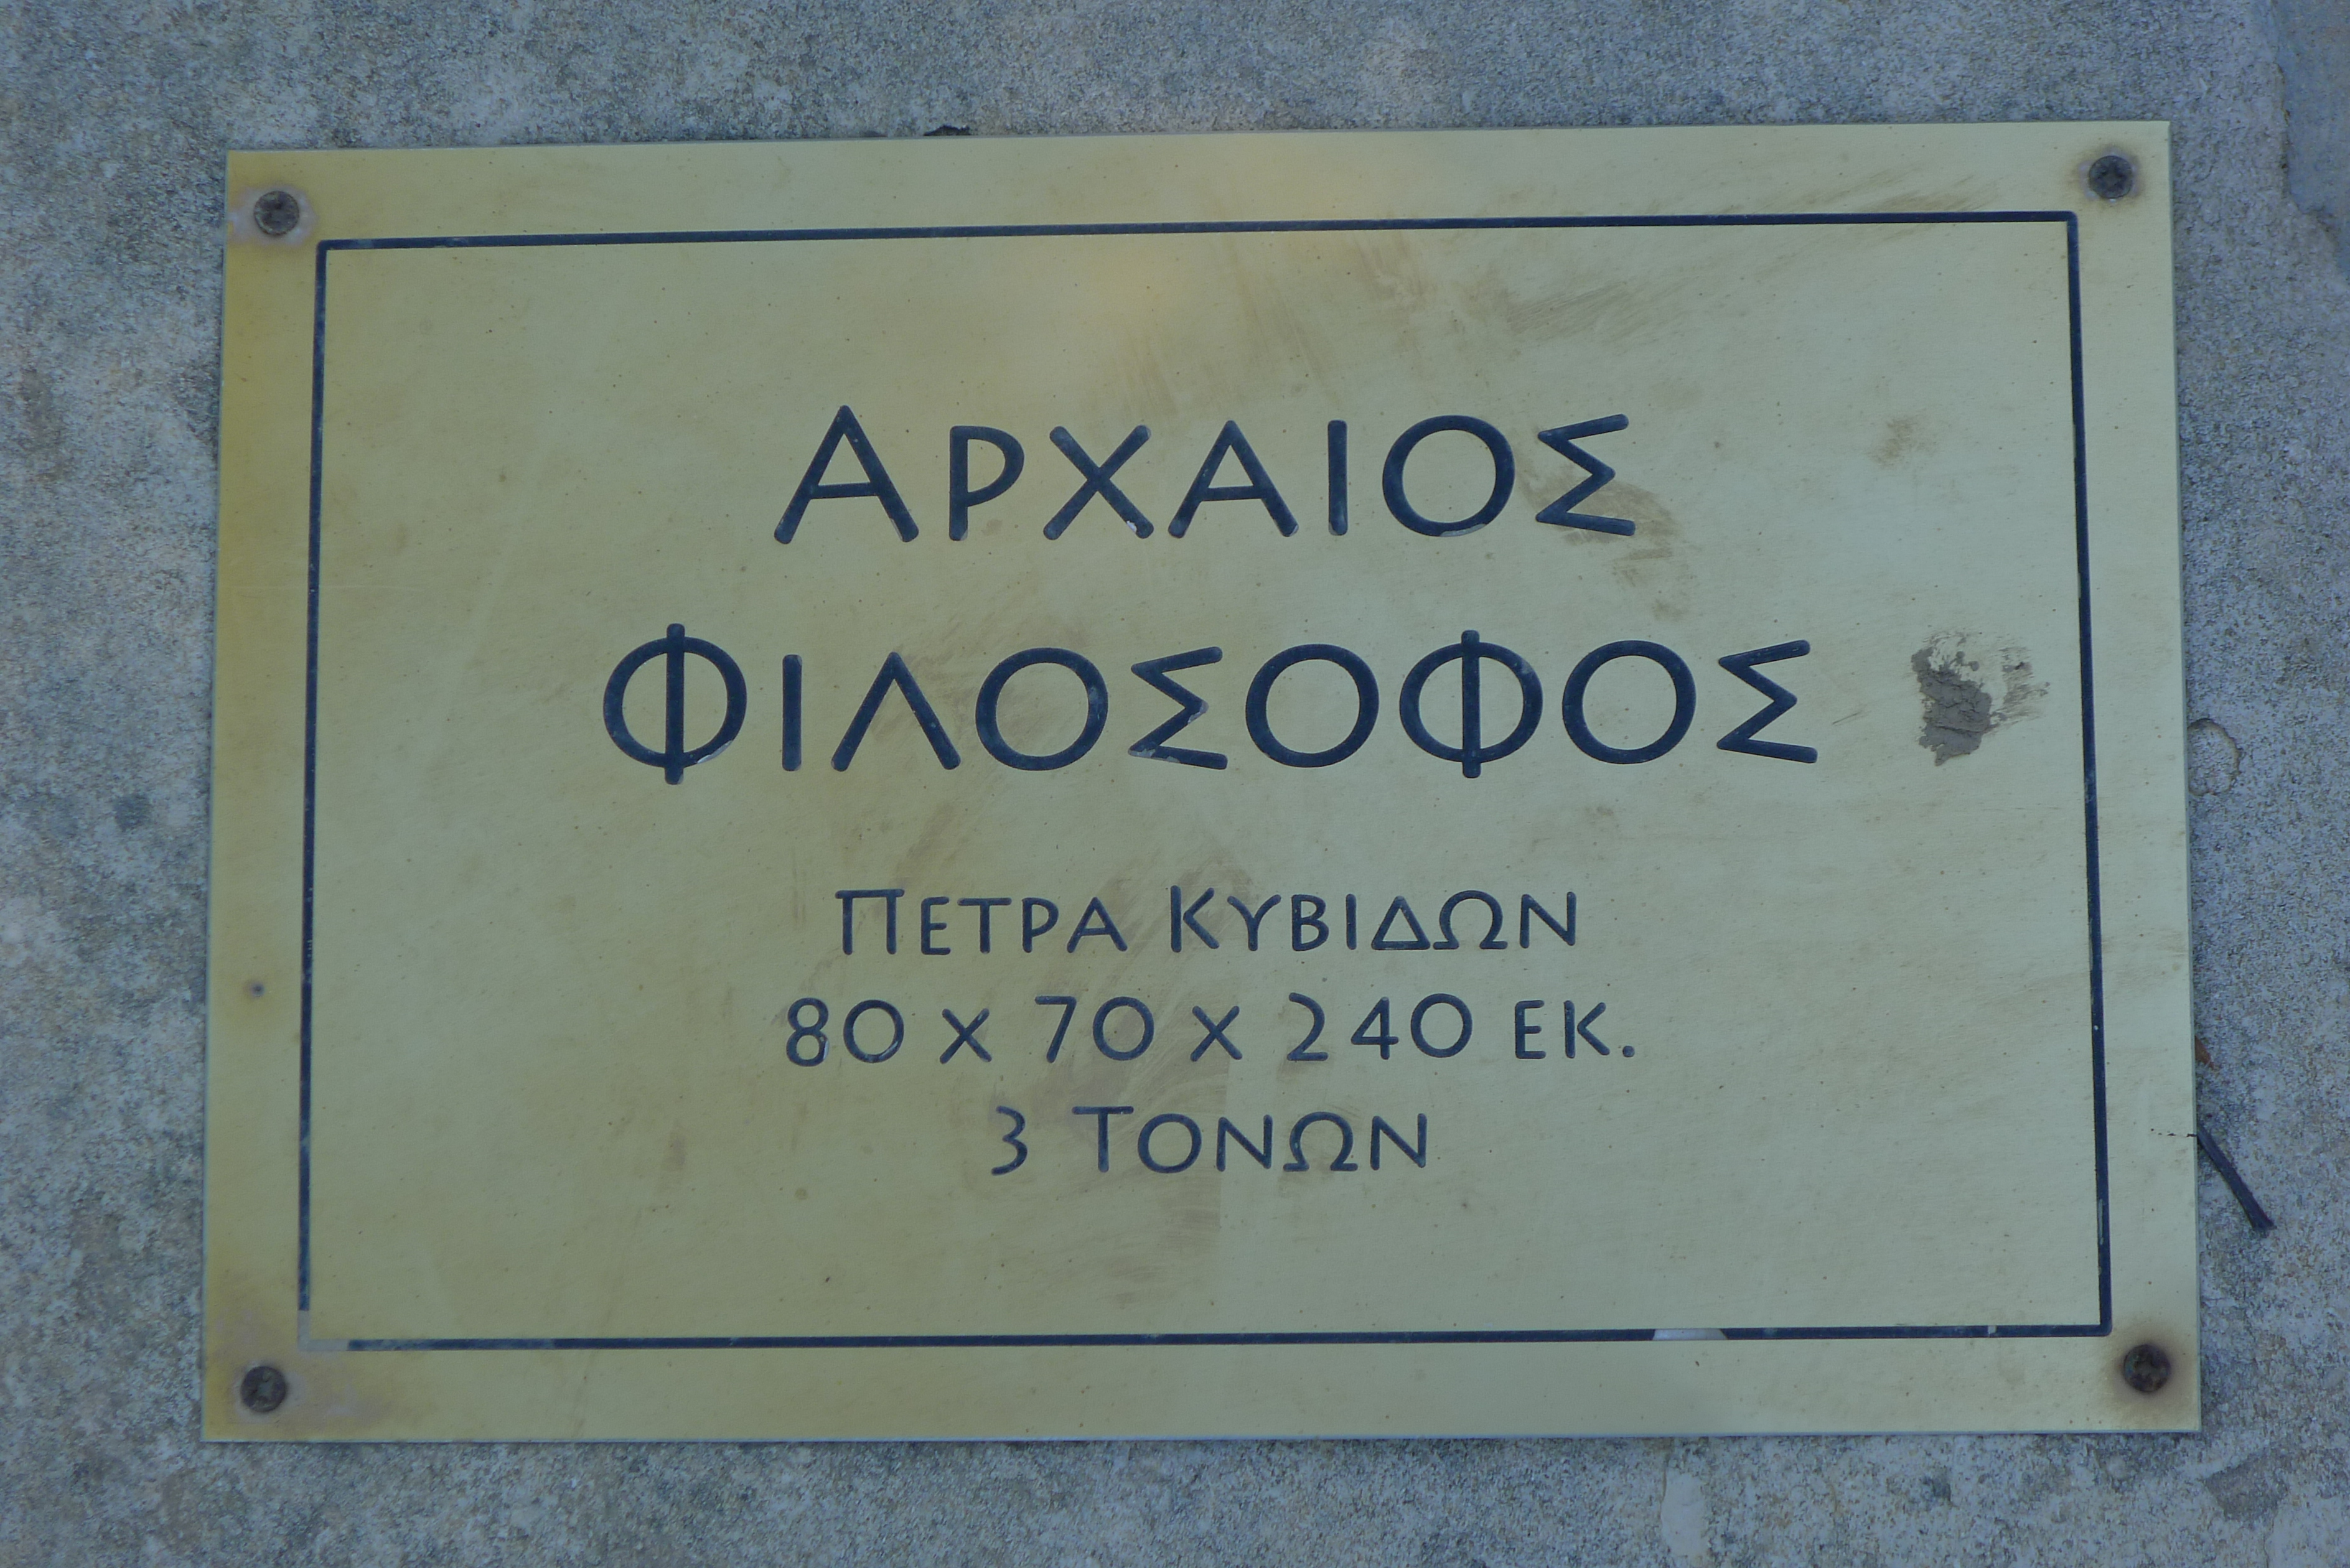 ΑΡΧΑΙΟΣ
ΦΙΛΟΣΟΦΟΣ
ΠΕΤΡΑ ΚΥΒΙΔΩΝ
80 x 70 x 240 ΕΚ.
3 ΤΟΝΩΝ